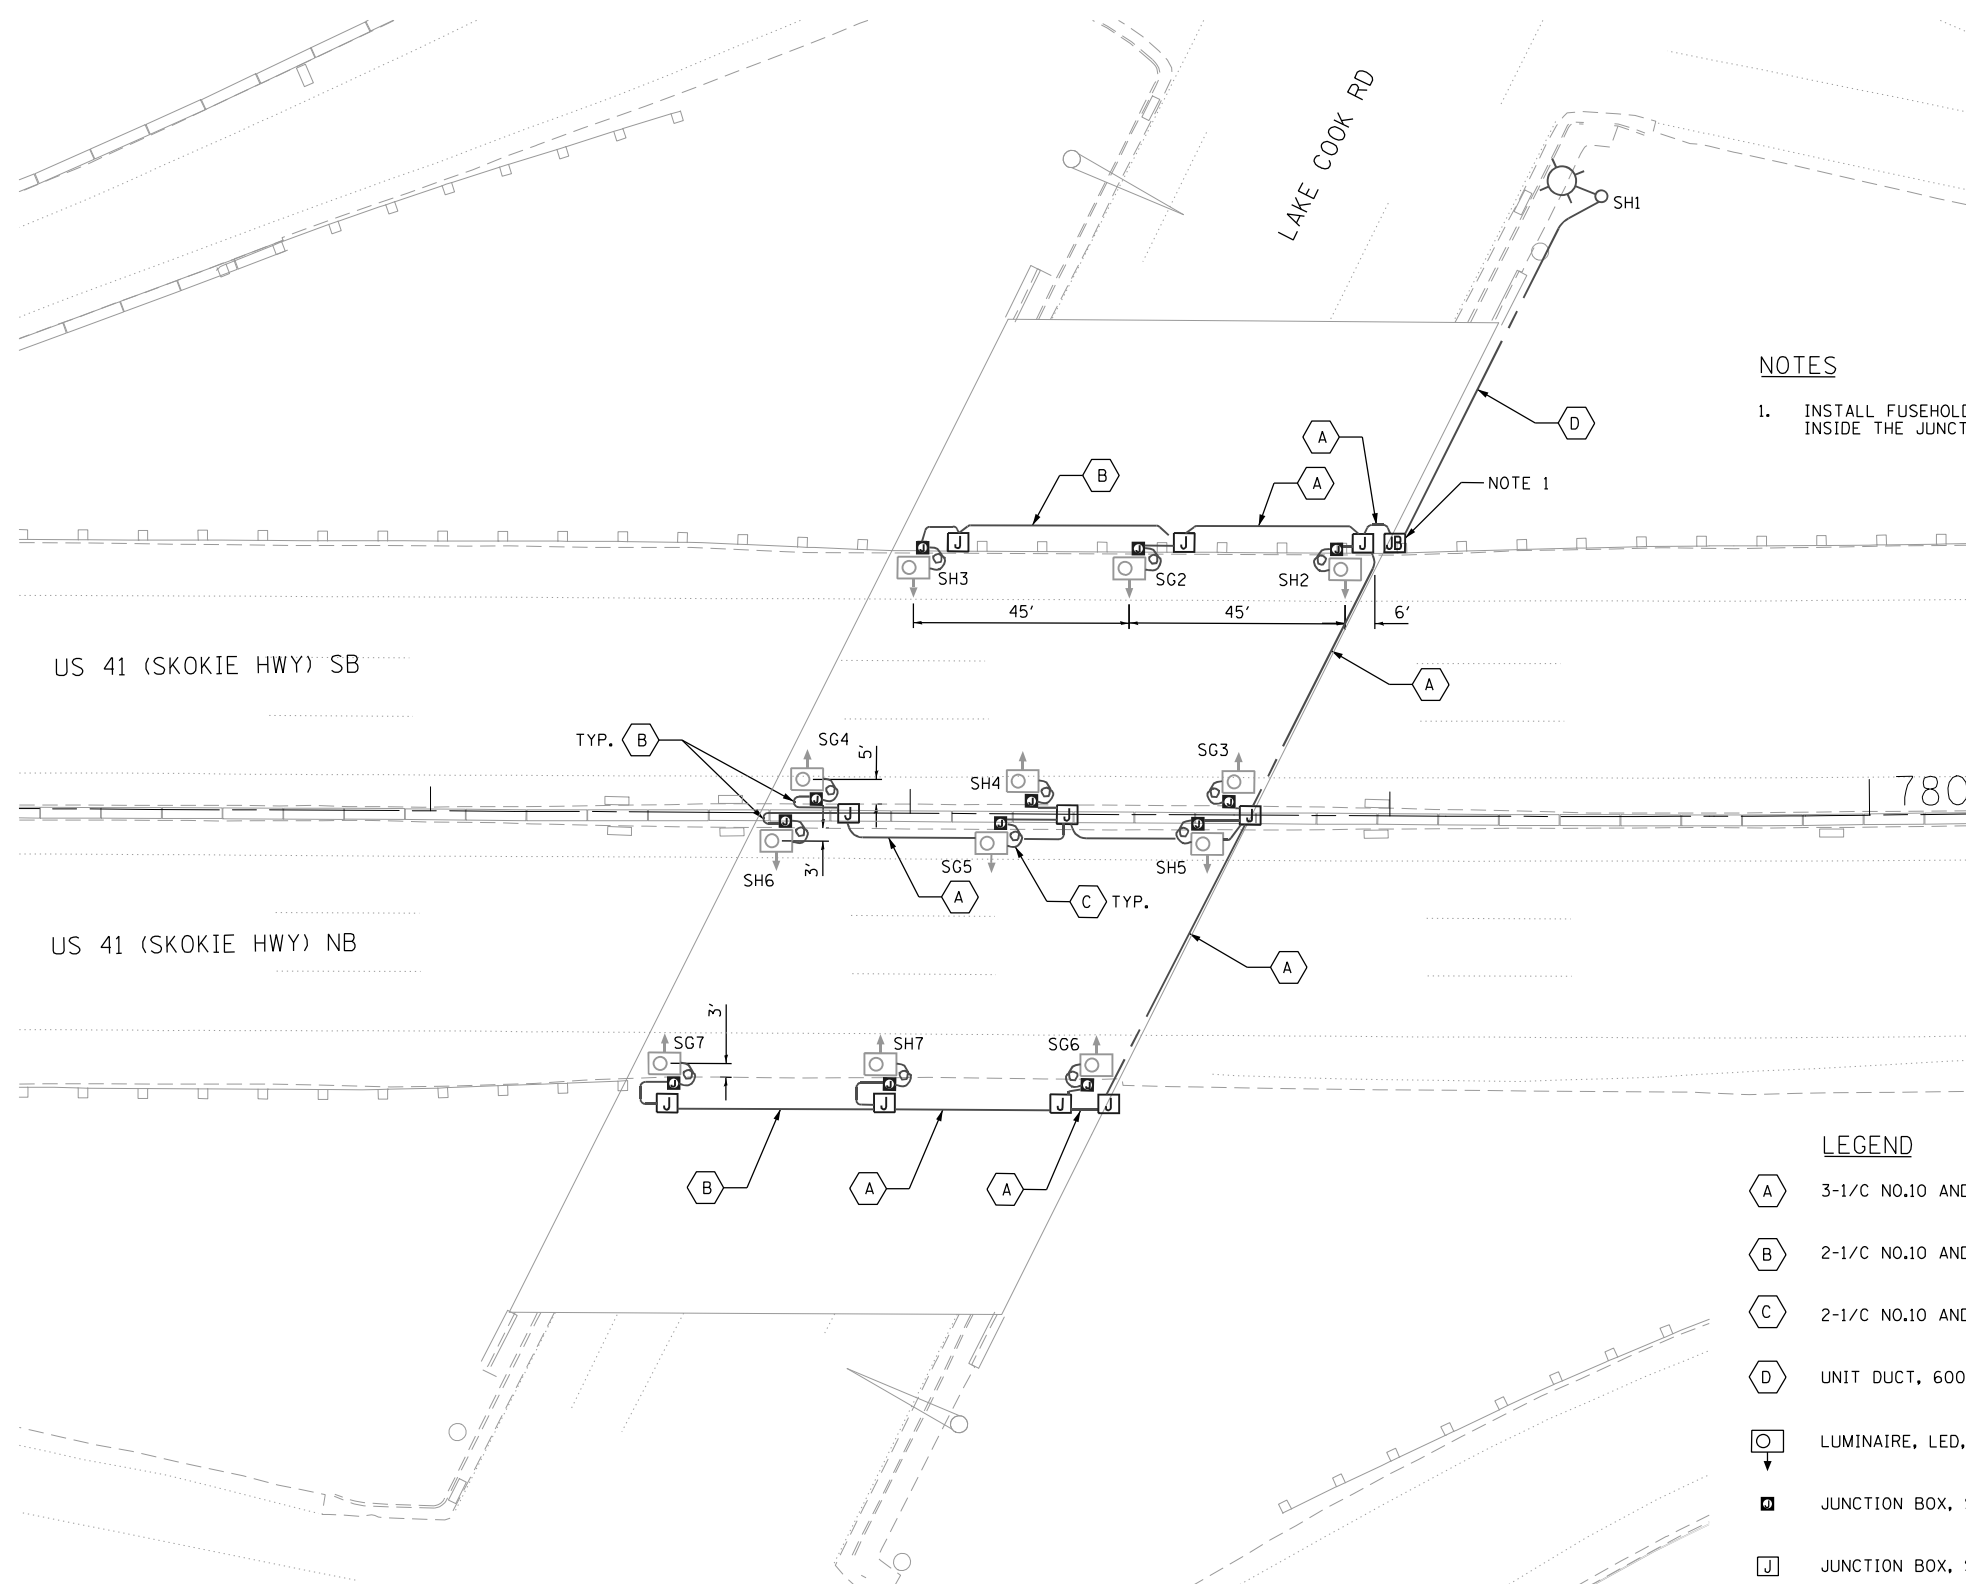 LAKE COOK RD
SH1
NOTES
1. INSTALL FUSEHOLD
INSIDE THE JUNCT
D
A
B
A
NOTE 1
J
J
J
J
J
J
JB
SH3
SG2
SH2
45'
45'
6'
US 41 (SKOKIE HWY) SB
A
TYP. B
SG4
5'
SH4
SG3
780
J
J
J
J
J
J
J
J
J
SH6
3'
SG5
SH5
A
C TYP.
US 41 (SKOKIE HWY) NB
A
3'
SG7
SH7
SG6
J
J
J
J
J
J
J
B
A
A
LEGEND
A 3-1/C NO.10 AND
B 2-1/C NO.10 AND
C 2-1/C NO.10 AND
D UNIT DUCT, 600
LUMINAIRE, LED,
J JUNCTION BOX, S
J JUNCTION BOX, S